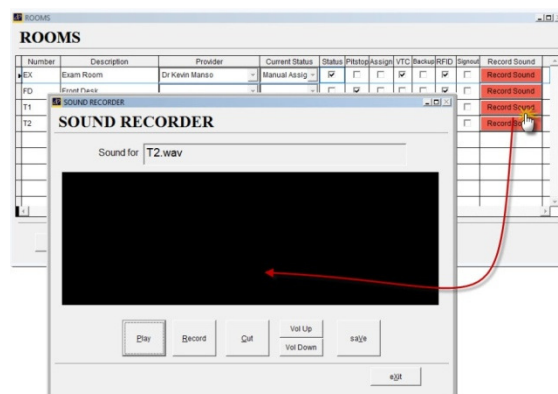 ROOMS
ROOMS
Number Description Provider Current Status Status Pitstop Assign VTC Backup RFID Signout Record Sound
EX Exam Room Dr Kevin Manso Manual Assig Record Sound
FD Front Desk Record Sound
T1 Record Sound
T2 Record
SOUND RECORDER
SOUND RECORDER
Sound for T2.wav
Play Record Cut Vol Up saVe
Vol Down
eXit